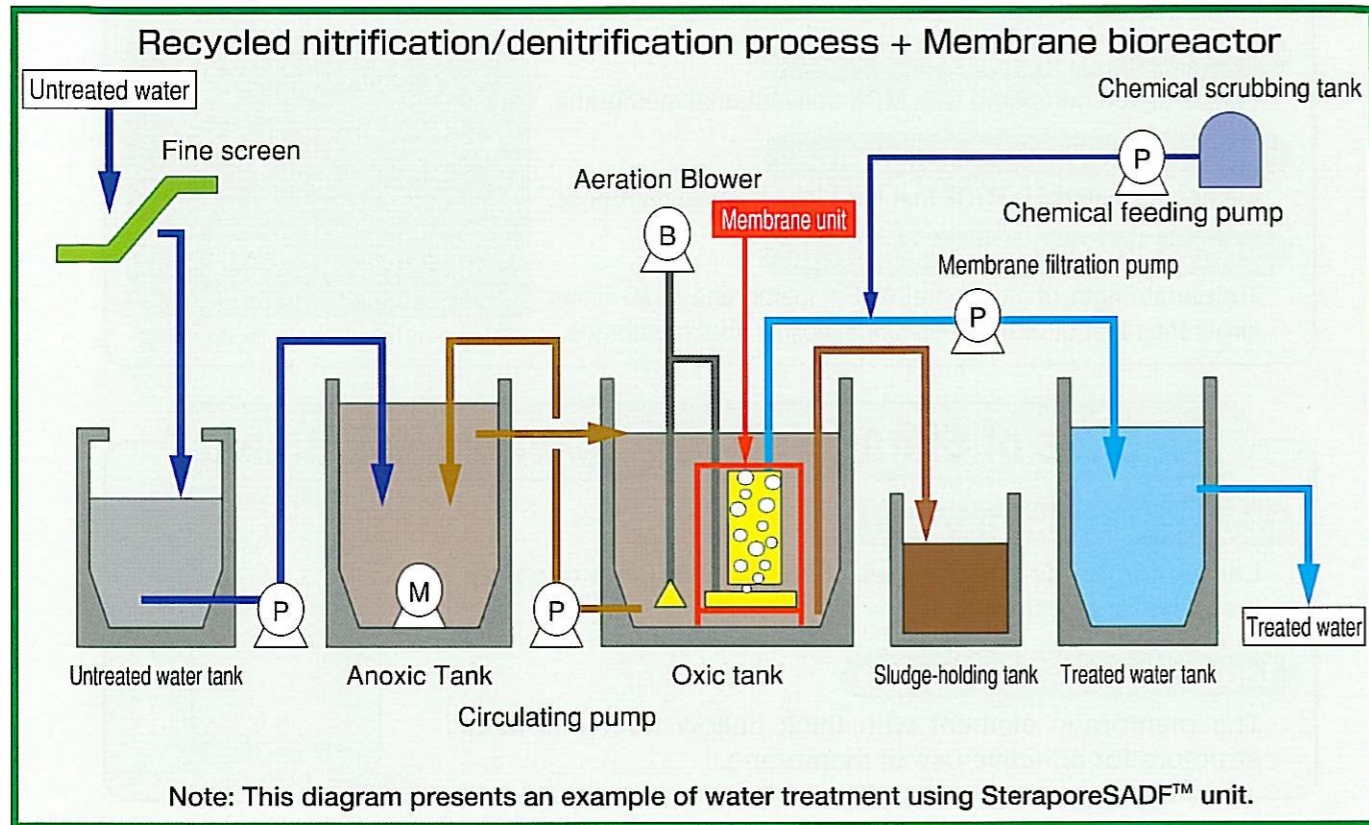 Recycled nitrification/denitrification process + Membrane bioreactor
Untreated water
Chemical scrubbing tank
Fine screen
P
Aeration Blower
Chemical feeding pump
B
Membrane unit
Membrane filtration pump
P
M
P
P
Treated water
Untreated water tank
Anoxic Tank
Oxic tank
Sludge-holding tank
Treated water tank
Circulating pump
Note: This diagram presents an example of water treatment using SteraporeSADF™ unit.